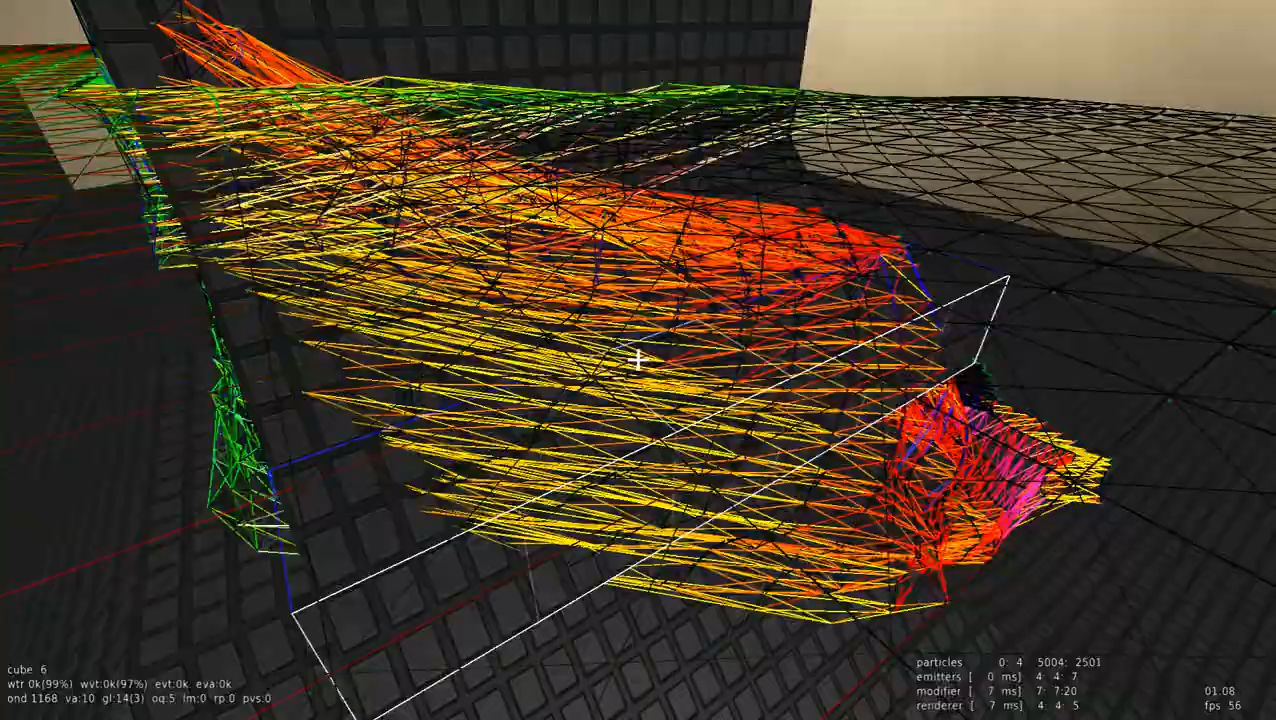 cube 6
wtr 0k(99%) wvt:0k(97%) evt:0k eva:0k
ond 1168 va:10 gl:14(3) oq:5 lm:0 rp:0 pvs:0
particles 0: 4 5004: 2501
emitters [ 0 ms] 4: 4: 7
modifier [ 7 ms] 7: 7:20
renderer [ 7 ms] 4: 4: 5
01:08
fps 56